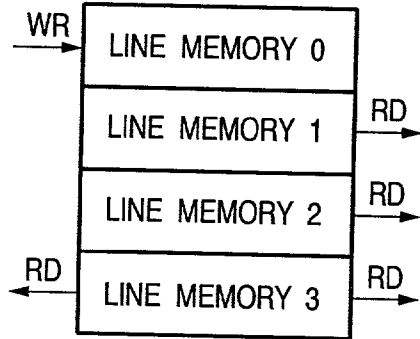 WR
LINE MEMORY 0
LINE MEMORY 1
RD
LINE MEMORY 2
RD
RD
LINE MEMORY 3
RD